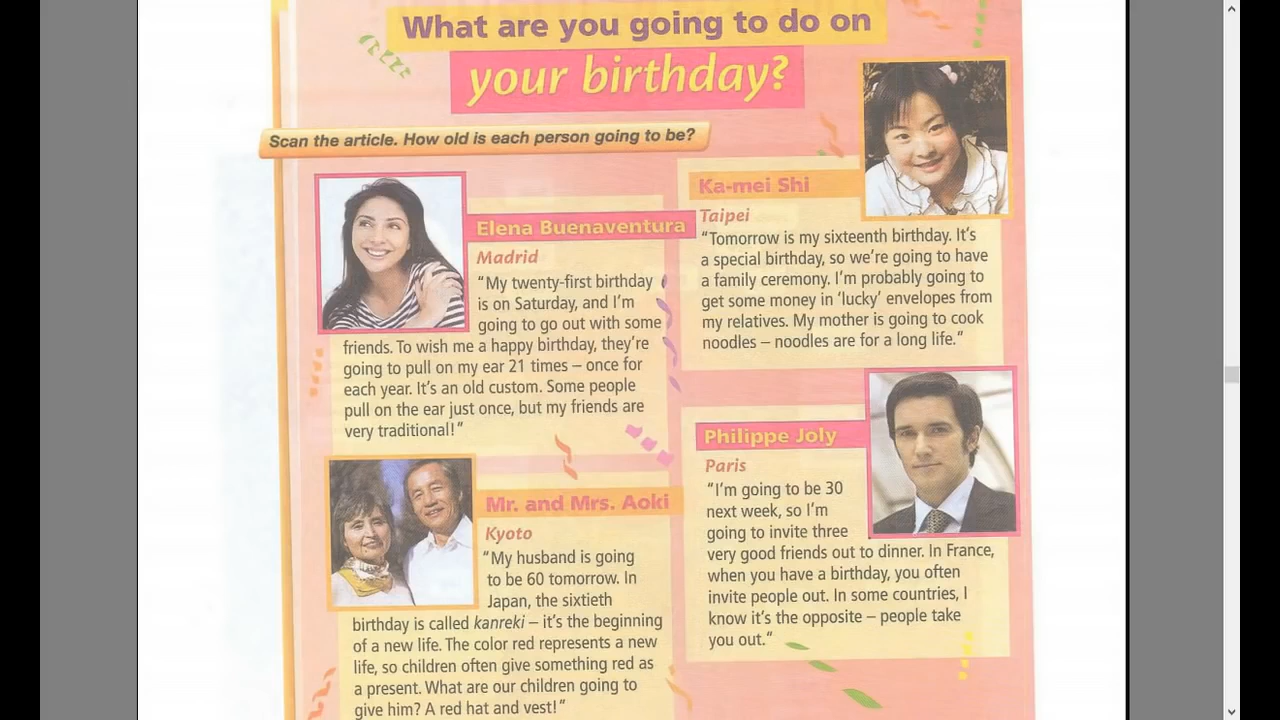 What are you going to do on
your birthday?
Scan the article. How old is each person going to be?
Elena Buenaventura
Madrid
“My twenty-first birthday
is on Saturday, and I’m
going to go out with some
friends. To wish me a happy birthday, they’re
going to pull on my ear 21 times – once for
each year. It’s an old custom. Some people
pull on the ear just once, but my friends are
very traditional!”
Ka-mei Shi
Taipei
“Tomorrow is my sixteenth birthday. It’s
a special birthday, so we’re going to have
a family ceremony. I’m probably going to
get some money in ‘lucky’ envelopes from
my relatives. My mother is going to cook
noodles – noodles are for a long life.”
Mr. and Mrs. Aoki
Kyoto
“My husband is going
to be 60 tomorrow. In
Japan, the sixtieth
birthday is called kanreki – it’s the beginning
of a new life. The color red represents a new
life, so children often give something red as
a present. What are our children going to
give him? A red hat and vest!”
Philippe Joly
Paris
“I’m going to be 30
next week, so I’m
going to invite three
very good friends out to dinner. In France,
when you have a birthday, you often
invite people out. In some countries, I
know it’s the opposite – people take
you out.”